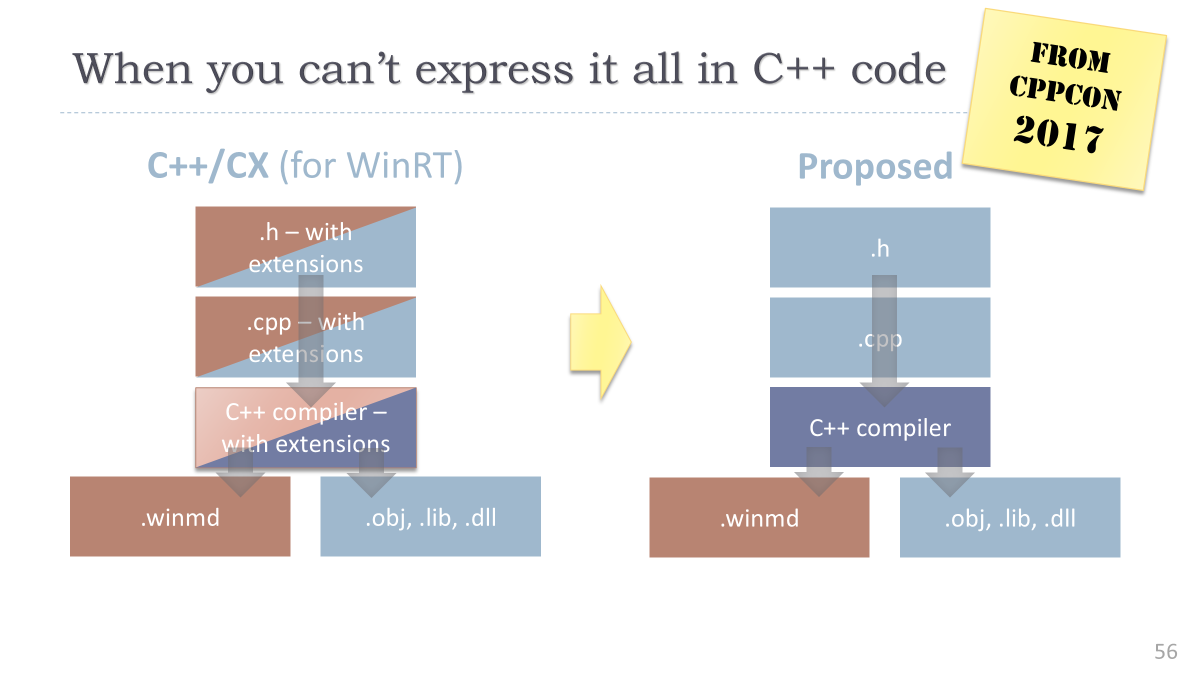 When you can’t express it all in C++ code
FROM
CPPCON
2017
C++/CX (for WinRT)
.h – with
extensions
.cpp – with
extensions
C++ compiler –
with extensions
.winmd
.obj, .lib, .dll
Proposed
.h
.cpp
C++ compiler
.winmd
.obj, .lib, .dll
56